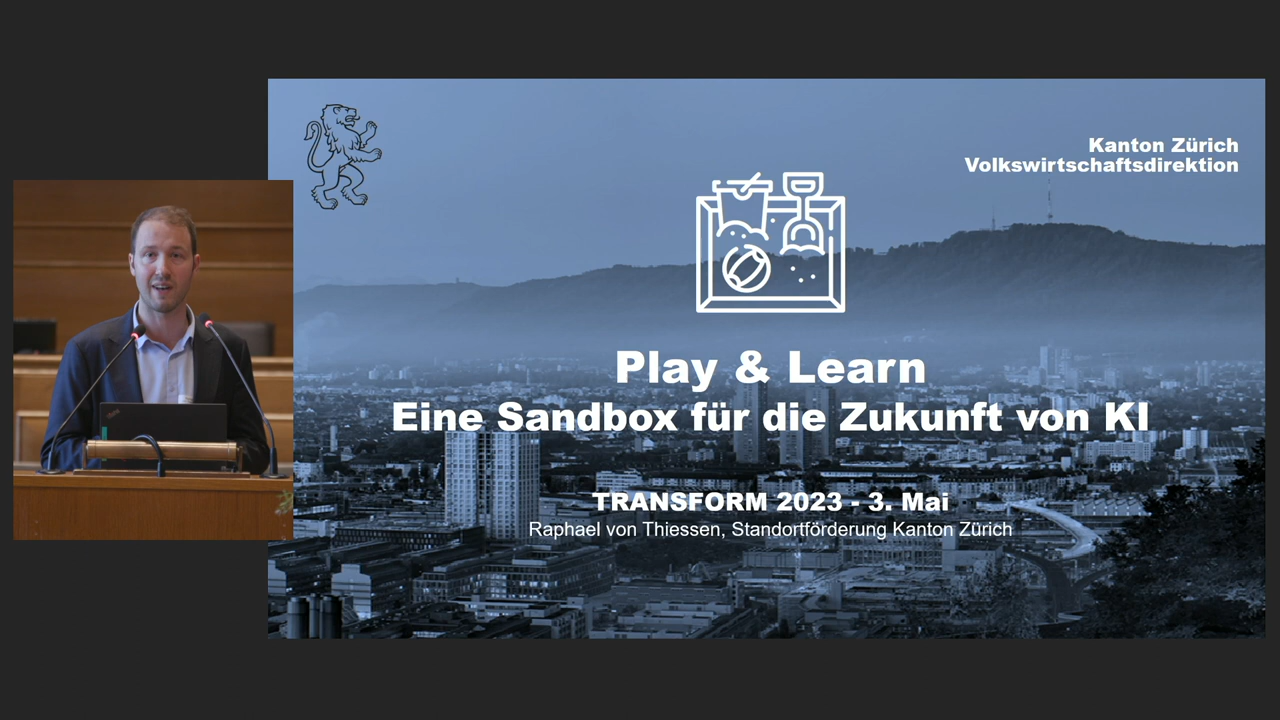 Kanton Zürich
Volkswirtschaftsdirektion
Play & Learn
Eine Sandbox für die Zukunft von KI
TRANSFORM 2023 - 3. Mai
Raphael von Thiessen, Standortförderung Kanton Zürich